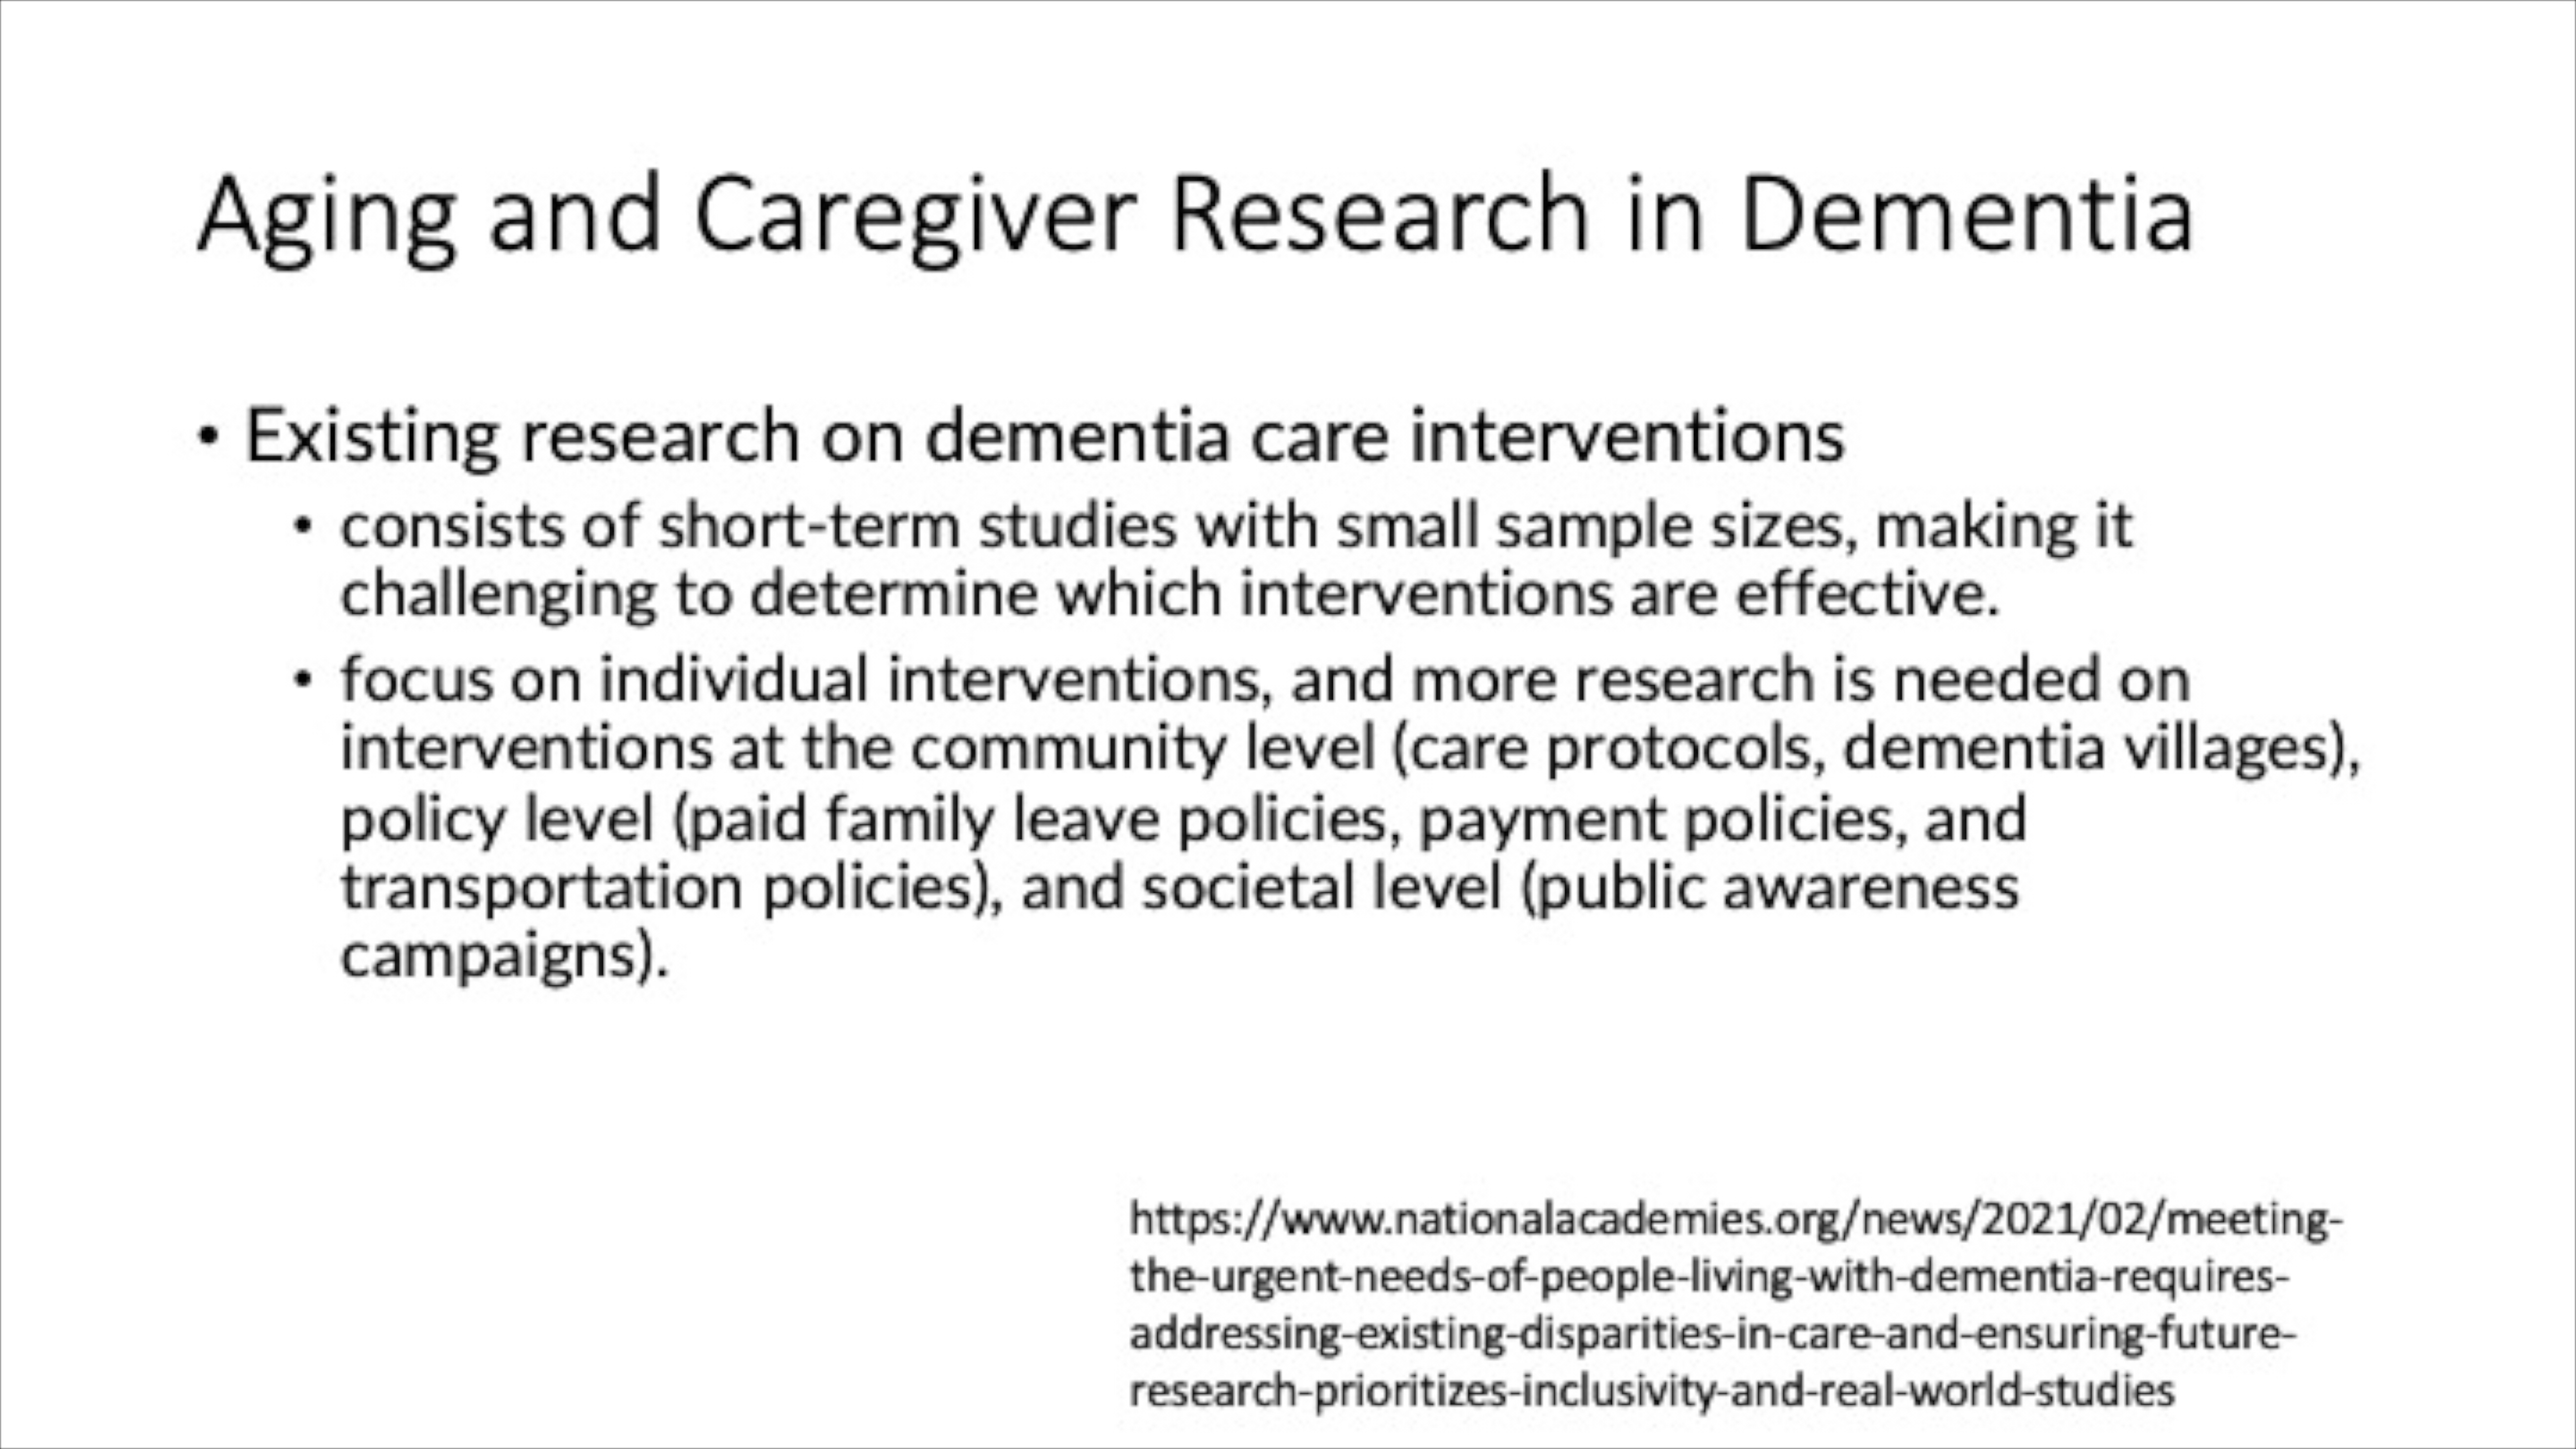 Aging and Caregiver Research in Dementia
• Existing research on dementia care interventions
• consists of short-term studies with small sample sizes, making it
challenging to determine which interventions are effective.
• focus on individual interventions, and more research is needed on
interventions at the community level (care protocols, dementia villages),
policy level (paid family leave policies, payment policies, and
transportation policies), and societal level (public awareness
campaigns).
https://www.nationalacademies.org/news/2021/02/meeting-
the-urgent-needs-of-people-living-with-dementia-requires-
addressing-existing-disparities-in-care-and-ensuring-future-
research-prioritizes-inclusivity-and-real-world-studies